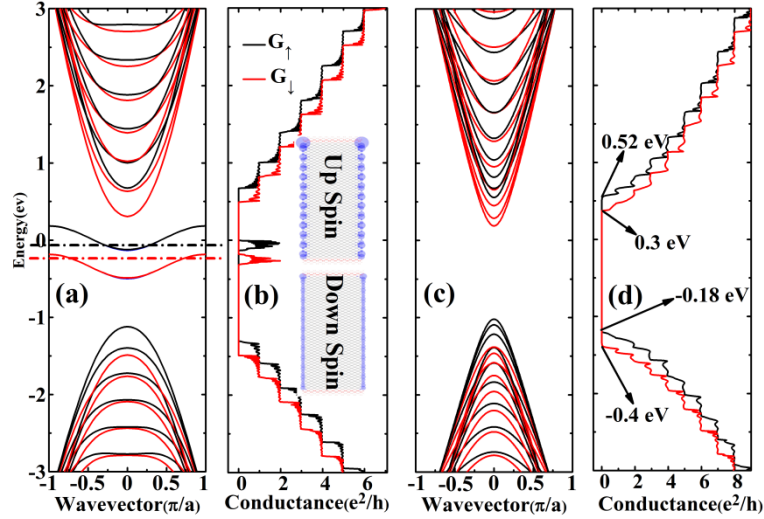 3
2
1
0
-1
-2
-3
Energy(ev)
(a)
-1 -0.5 0 0.5 1
Wavevector(π/a)
G↑
G↓
Up Spin
Down Spin
(b)
0 2 4 6
Conductance(e²/h)
(c)
-1 -0.5 0 0.5 1
Wavevector(π/a)
0.52 eV
0.3 eV
(d)
-0.18 eV
-0.4 eV
0 2 4 6 8
Conductance(e²/h)